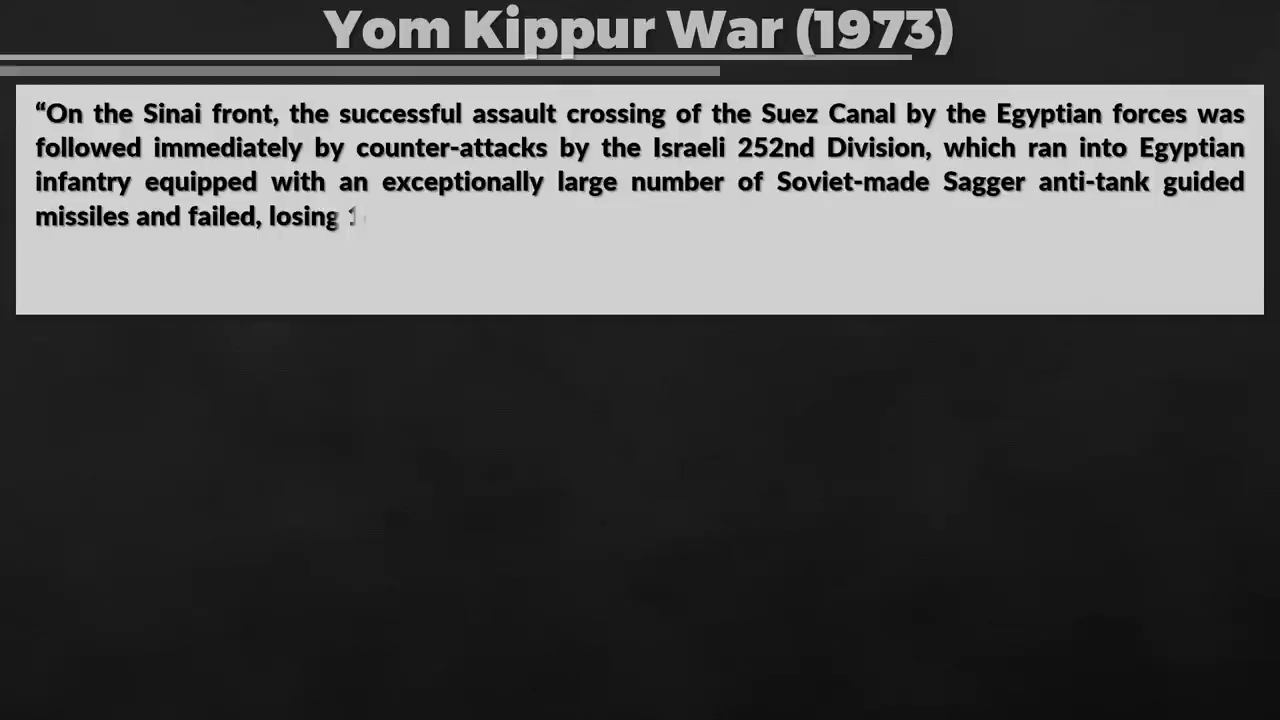 Yom Kippur War (1973)
“On the Sinai front, the successful assault crossing of the Suez Canal by the Egyptian forces was
followed immediately by counter-attacks by the Israeli 252nd Division, which ran into Egyptian
infantry equipped with an exceptionally large number of Soviet-made Sagger anti-tank guided
missiles and failed, losing